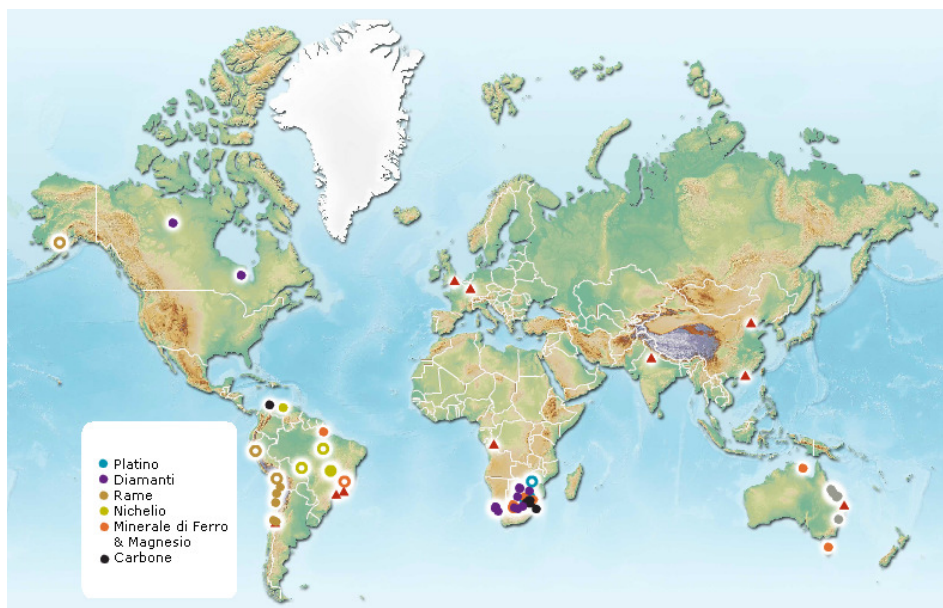 Platino
Diamanti
Rame
Nichelio
Minerale di Ferro
& Magnesio
Carbone